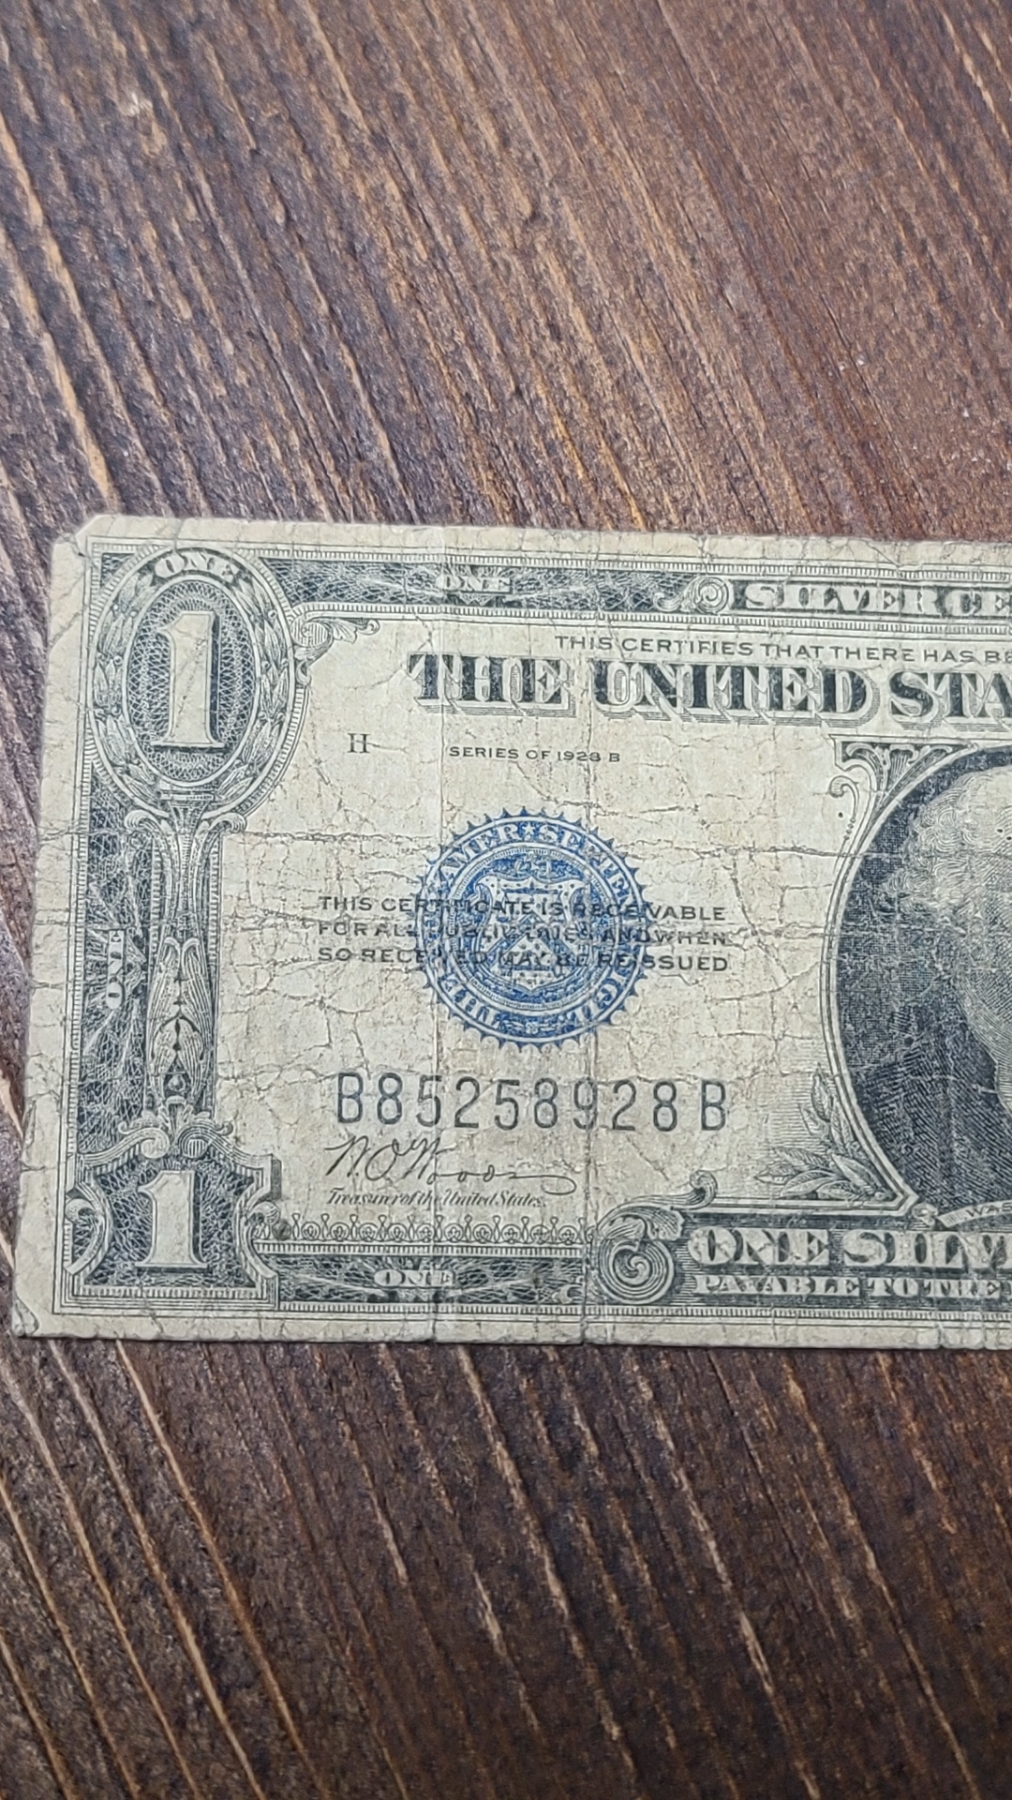 ONE
ONE
SILVER CE
1
THIS CERTIFIES THAT THERE HAS BE
THE UNITED STA
H
SERIES OF 1928 B
THIS CERTIFICATE IS RECEIVABLE
FOR ALL PUBLIC DUES AND WHEN
SO RECEIVED MAY BE REISSUED
ONE
B85258928B
Treasurer of the United States.
1
ONE
WAS
ONE SILV
PAYABLE TO THE